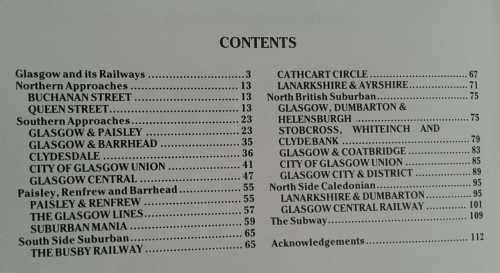 CONTENTS
Glasgow and its Railways ........................ 3
Northern Approaches ........................ 13
BUCHANAN STREET ........................ 13
QUEEN STREET ........................ 13
Southern Approaches ........................ 23
GLASGOW & PAISLEY ........................ 23
GLASGOW & BARRHEAD ........................ 35
CLYDESDALE ........................ 36
CITY OF GLASGOW UNION ........................ 41
GLASGOW CENTRAL ........................ 47
Paisley, Renfrew and Barrhead ........................ 55
PAISLEY & RENFREW ........................ 55
THE GLASGOW LINES ........................ 57
SUBURBAN MANIA ........................ 59
South Side Suburban ........................ 65
THE BUSBY RAILWAY ........................ 65
CATHCART CIRCLE ........................ 67
LANARKSHIRE & AYRSHIRE ........................ 71
North British Suburban ........................ 75
GLASGOW, DUMBARTON &
HELENSBURGH ........................ 75
STOBCROSS, WHITEINCH AND
CLYDEBANK ........................ 79
GLASGOW & COATBRIDGE ........................ 83
CITY OF GLASGOW UNION ........................ 85
GLASGOW CITY & DISTRICT ........................ 89
North Side Caledonian ........................ 95
LANARKSHIRE & DUMBARTON ........................ 95
GLASGOW CENTRAL RAILWAY ........................ 101
The Subway ........................ 109
Acknowledgements ........................ 112